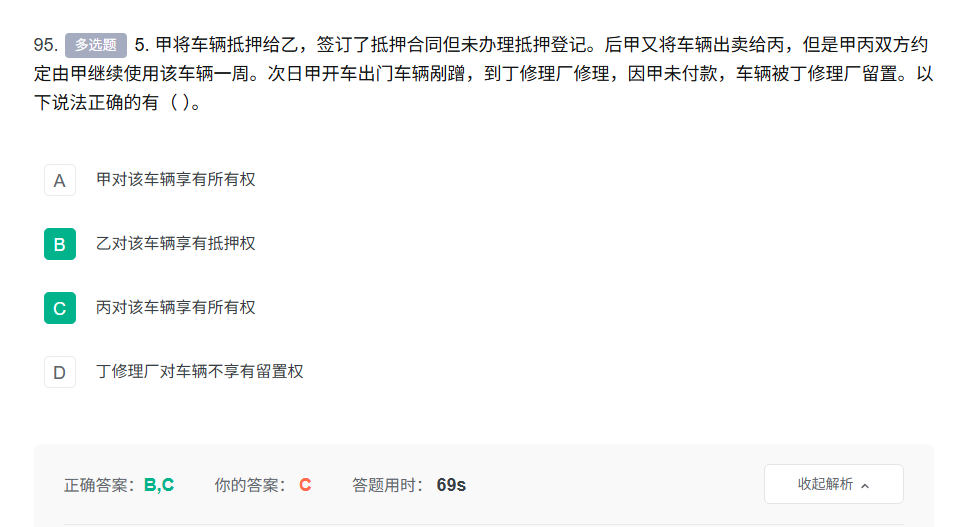 95. 多选题 5. 甲将车辆抵押给乙，签订了抵押合同但未办理抵押登记。后甲又将车辆出卖给丙，但是甲丙双方约
定由甲继续使用该车辆一周。次日甲开车出门车辆剐蹭，到丁修理厂修理，因甲未付款，车辆被丁修理厂留置。以
下说法正确的有（ ）。
A 甲对该车辆享有所有权
B 乙对该车辆享有抵押权
C 丙对该车辆享有所有权
D 丁修理厂对车辆不享有留置权
正确答案： B,C 你的答案： C 答题用时： 69s 收起解析